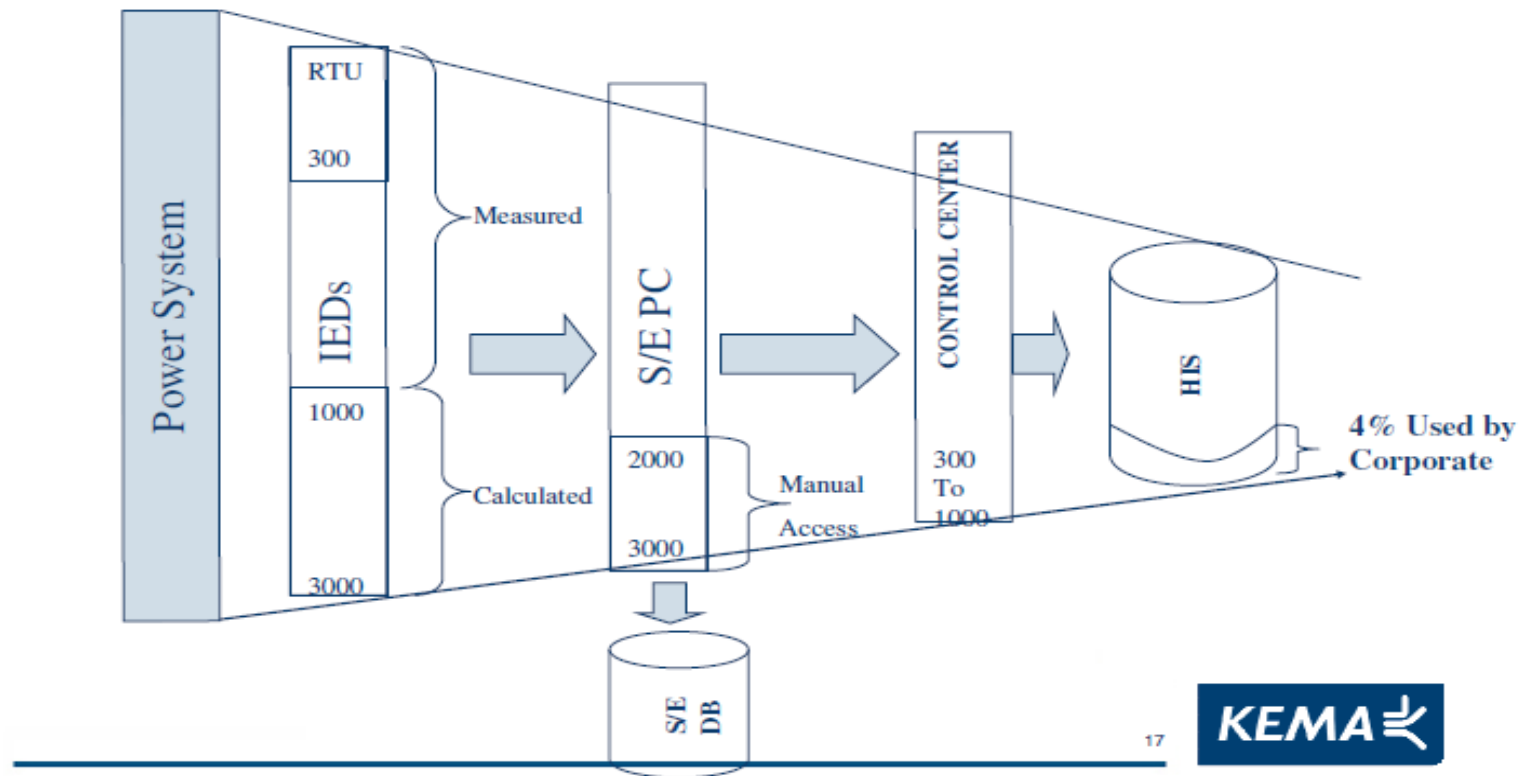 Power System
RTU
300
IEDs
1000
3000
Measured
Calculated
S/E PC
2000
3000
Manual
Access
S/E
DB
CONTROL CENTER
300
To
1000
HIS
4% Used by
Corporate
17
KEMA